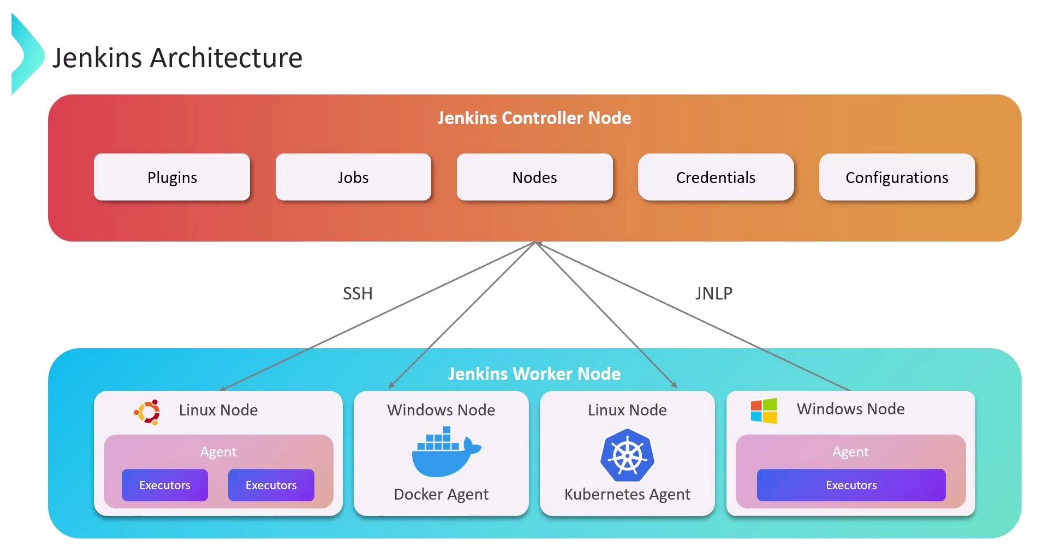 Jenkins Architecture
Jenkins Controller Node
Plugins
Jobs
Nodes
Credentials
Configurations
SSH
JNLP
Jenkins Worker Node
Linux Node
Agent
Executors
Executors
Windows Node
Docker Agent
Linux Node
Kubernetes Agent
Windows Node
Agent
Executors